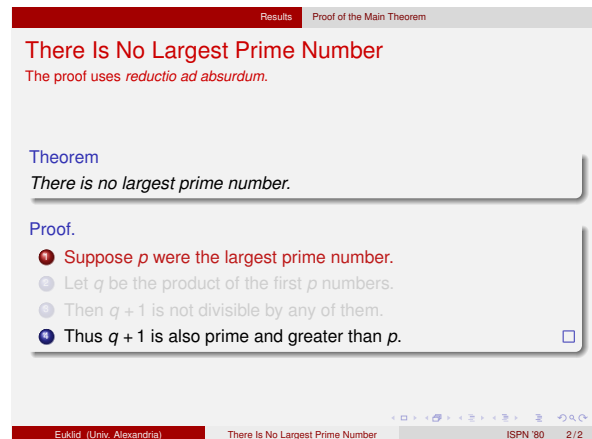 Results Proof of the Main Theorem
There Is No Largest Prime Number
The proof uses reductio ad absurdum.
Theorem
There is no largest prime number.
Proof.
1 Suppose p were the largest prime number.
2 Let q be the product of the first p numbers.
3 Then q + 1 is not divisible by any of them.
4 Thus q + 1 is also prime and greater than p.
Euklid (Univ. Alexandria) There Is No Largest Prime Number ISPN '80 2/2